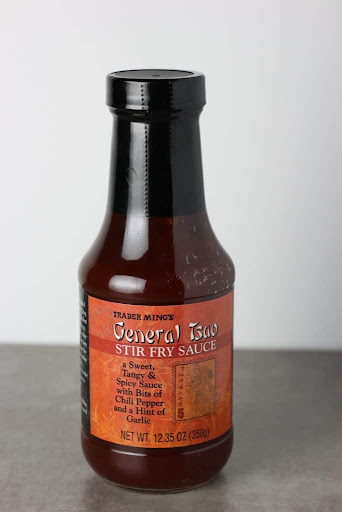 TRADER MING'S
General Tsao
STIR FRY SAUCE
a Sweet,
Tangy &
Spicy Sauce
with Bits of
Chili Pepper
and a Hint of
Garlic
5
NET WT. 12.35 OZ (350g)